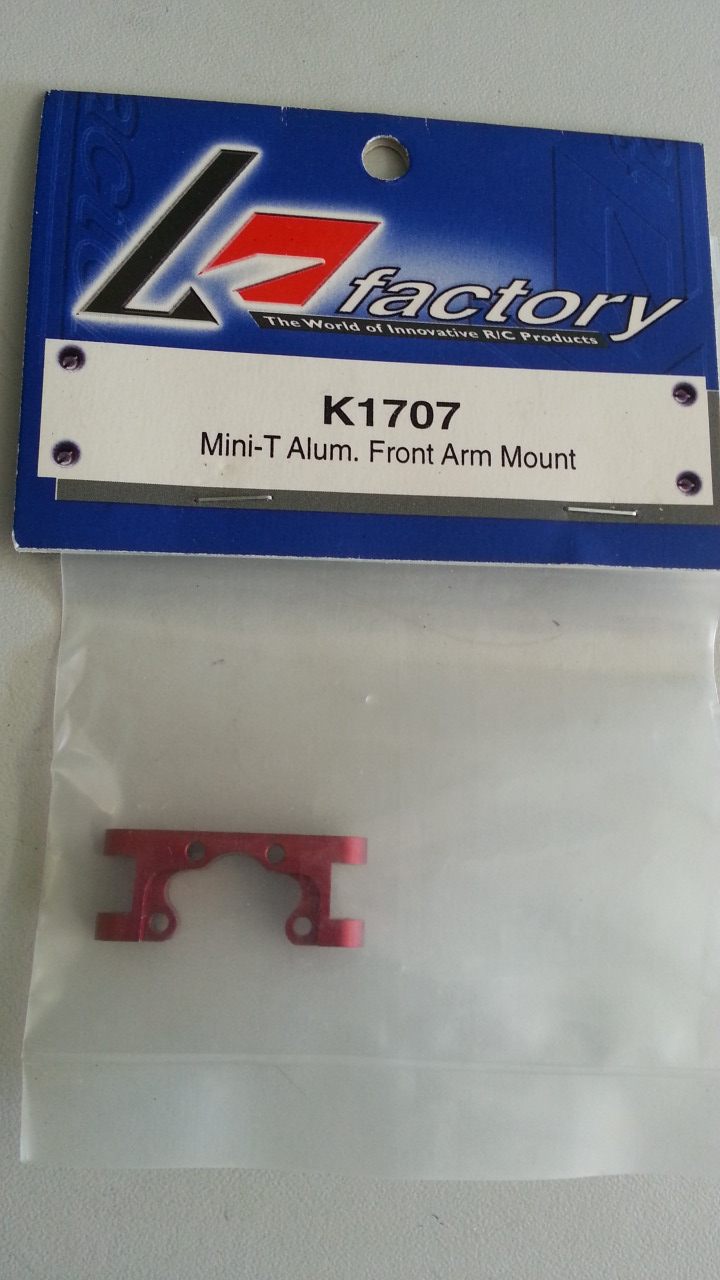 K factory
The World of Innovative R/C Products
K1707
Mini-T Alum. Front Arm Mount